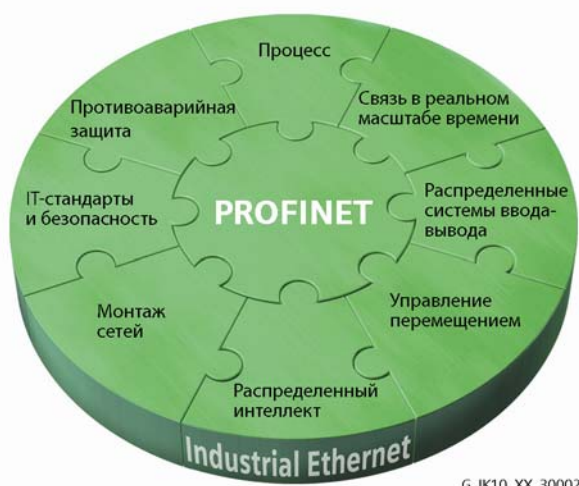 Процесс
Связь в реальном
масштабе времени
Распределенные
системы ввода-
вывода
Управление
перемещением
Распределенный
интеллект
Монтаж
сетей
IT-стандарты
и безопасность
Противоаварийная
защита
PROFINET
Industrial Ethernet